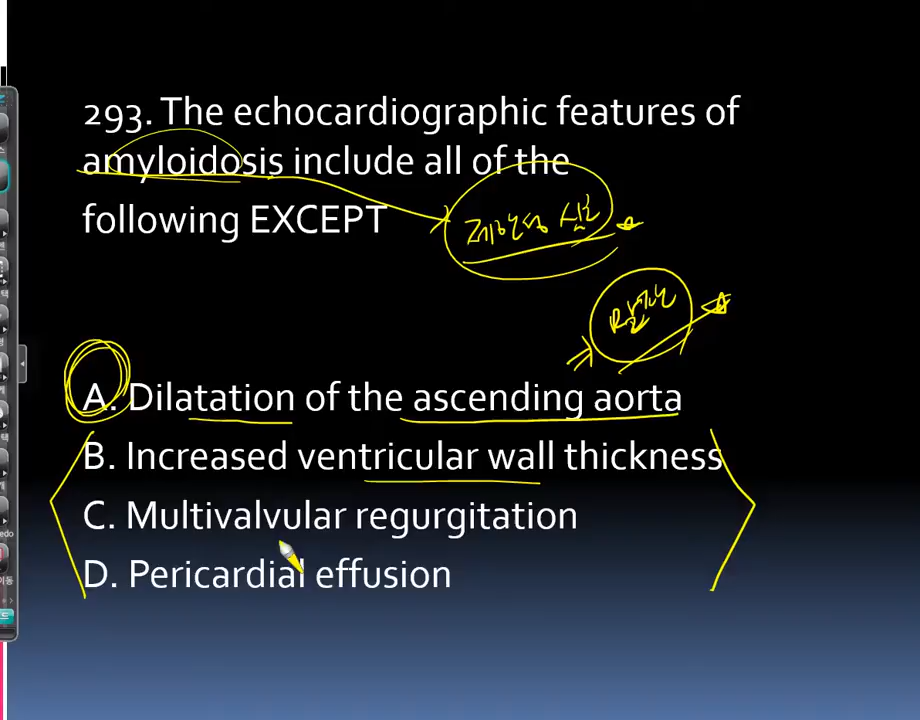 293. The echocardiographic features of
amyloidosis include all of the
following EXCEPT
A. Dilatation of the ascending aorta
B. Increased ventricular wall thickness
C. Multivalvular regurgitation
D. Pericardial effusion
edo